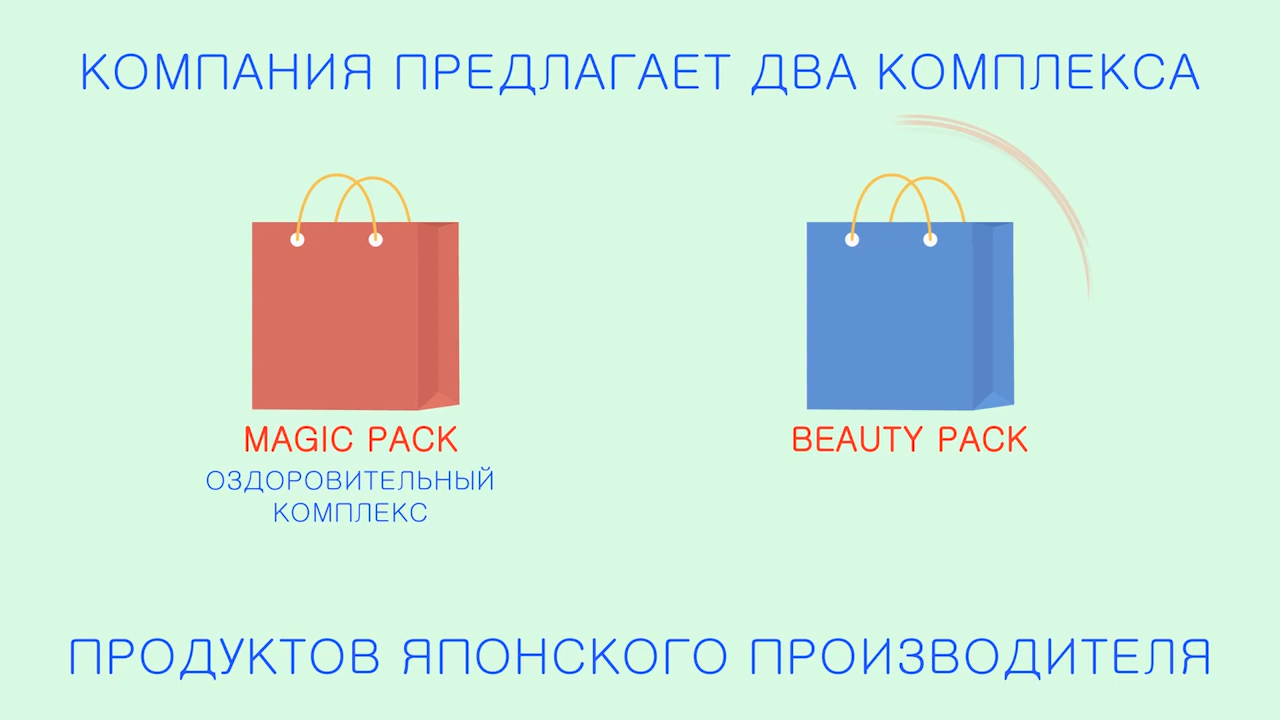 КОМПАНИЯ ПРЕДЛАГАЕТ ДВА КОМПЛЕКСА
MAGIC PACK
ОЗДОРОВИТЕЛЬНЫЙ
КОМПЛЕКС
BEAUTY PACK
ПРОДУКТОВ ЯПОНСКОГО ПРОИЗВОДИТЕЛЯ